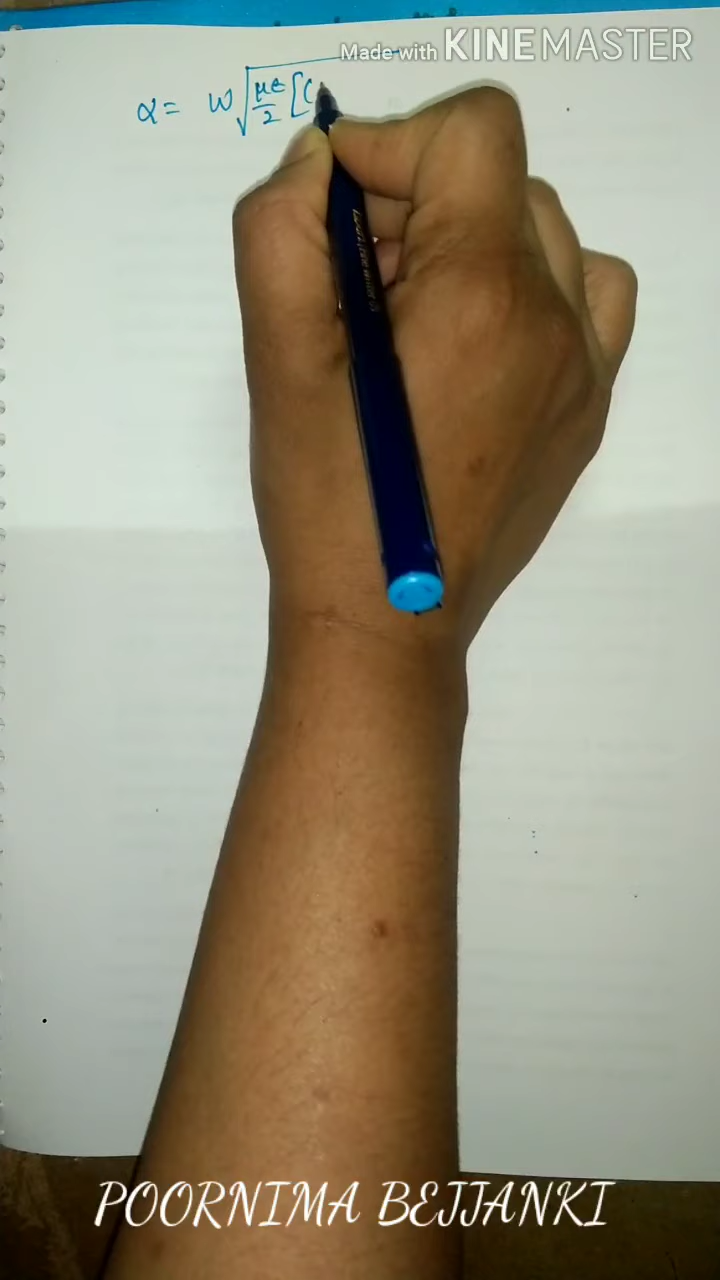 Made with KINEMASTER
α = ω√(με/2 [(
POORNIMA BEJJANKI